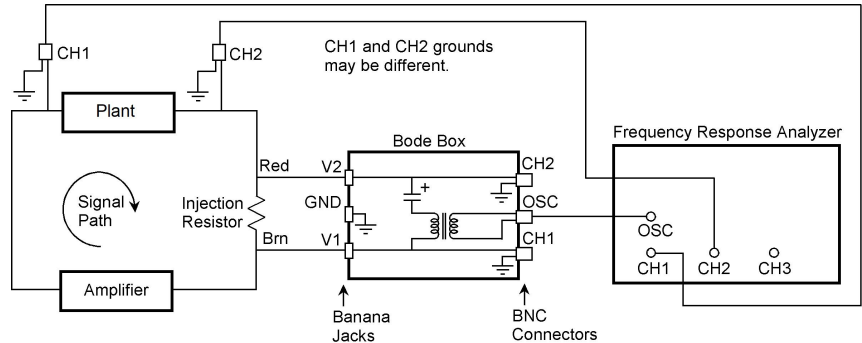 CH1
CH2
CH1 and CH2 grounds
may be different.
Plant
Bode Box
Frequency Response Analyzer
Red
V2
CH2
Signal
Path
Injection
Resistor
GND
+
OSC
OSC
Brn
V1
CH1
CH1
CH2
CH3
Amplifier
Banana
Jacks
BNC
Connectors